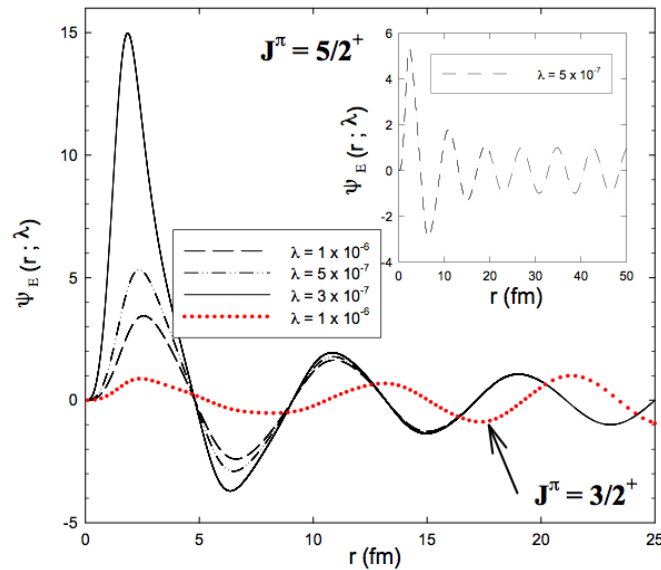 J^π = 5/2⁺
ψ_E (r ; λ)
15
10
5
0
-5
0 5 10 15 20 25
r (fm)
λ = 1 x 10⁻⁶
λ = 5 x 10⁻⁷
λ = 3 x 10⁻⁷
λ = 1 x 10⁻⁶
J^π = 3/2⁺
ψ_E (r ; λ)
6
4
2
0
-2
-4
0 10 20 30 40 50
r (fm)
λ = 5 x 10⁻⁷